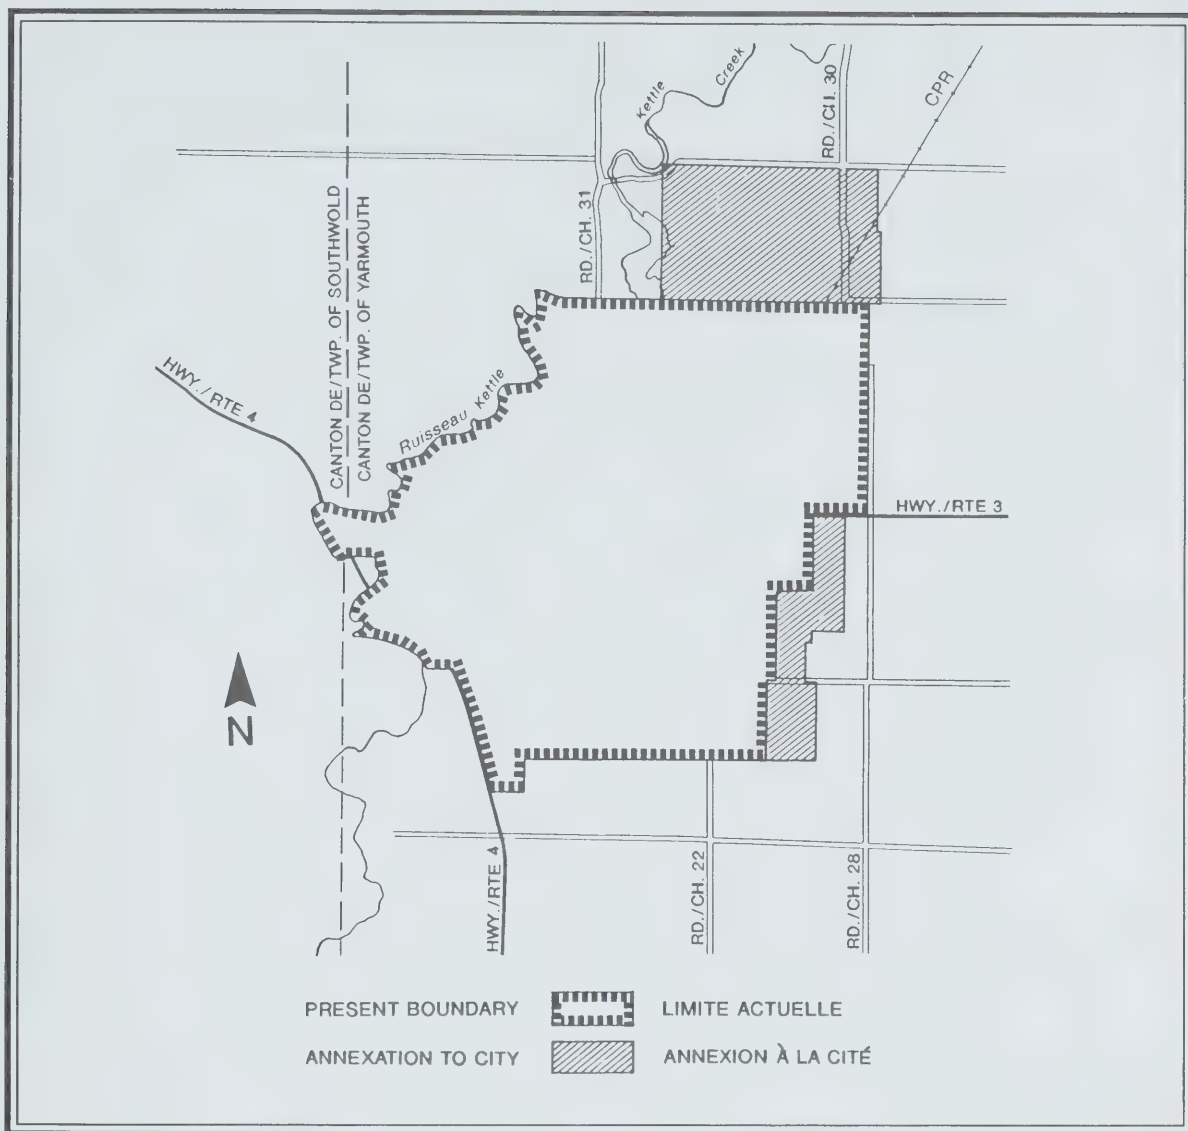 Kettle Creek
RD./CH. 30
CPR
RD./CH. 31
CANTON DE/TWP. OF SOUTHWOLD
CANTON DE/TWP. OF YARMOUTH
HWY./RTE 4
Ruisseau Kettle
HWY./RTE 3
N
HWY./RTE 4
RD./CH. 22
RD./CH. 28
PRESENT BOUNDARY LIMITE ACTUELLE
ANNEXATION TO CITY ANNEXION À LA CITÉ